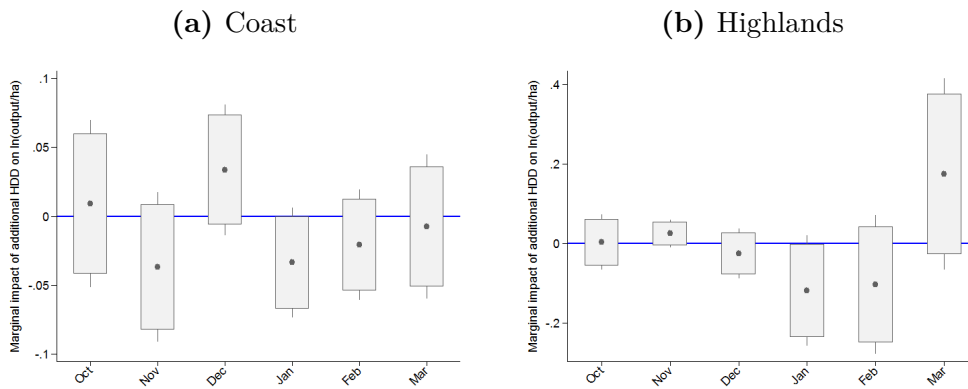 (a) Coast
(b) Highlands
Marginal impact of additional HDD on ln(output/ha)
.1
.05
0
-.05
-.1
Oct
Nov
Dec
Jan
Feb
Mar
Marginal impact of additional HDD on ln(output/ha)
.4
.2
0
-.2
Oct
Nov
Dec
Jan
Feb
Mar